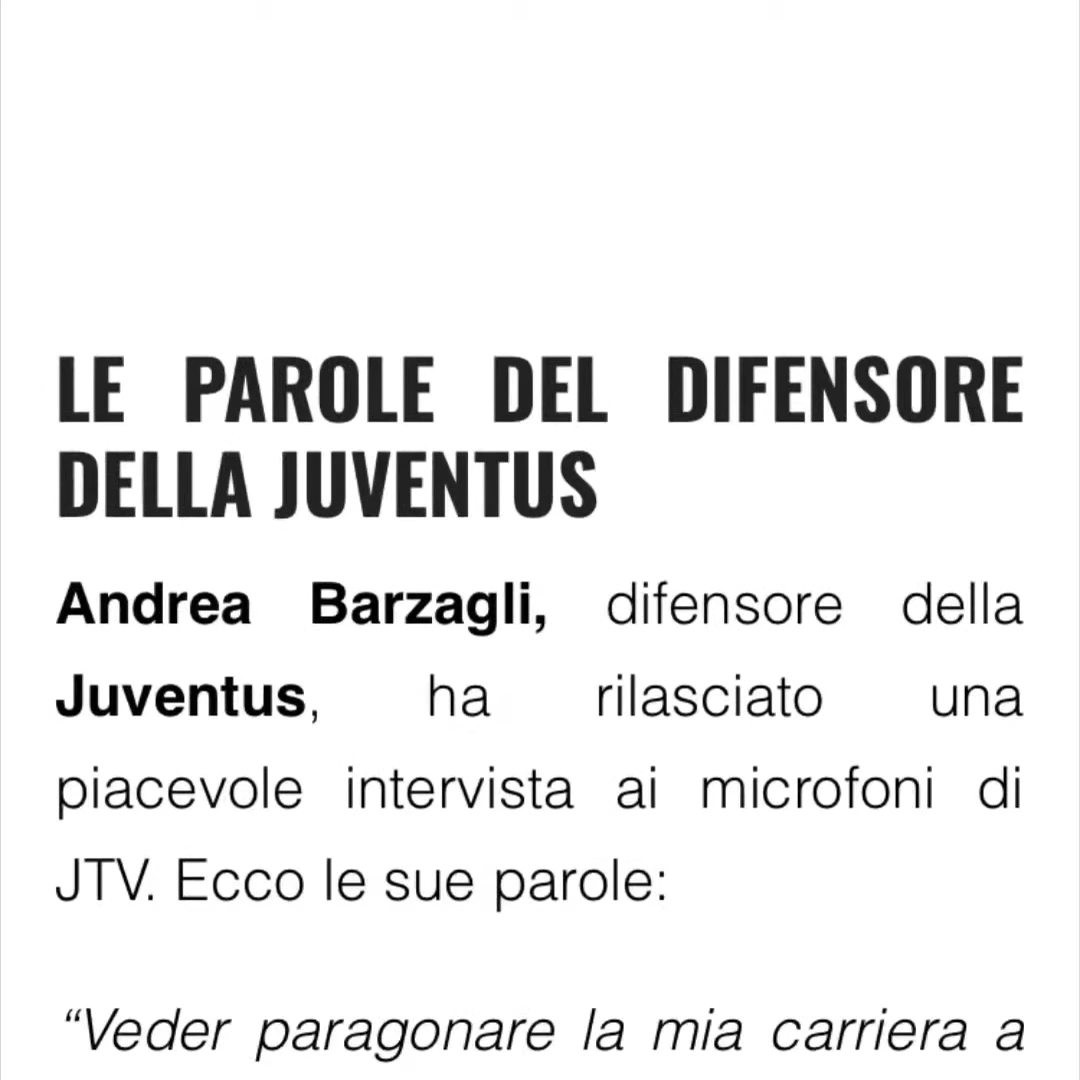 LE PAROLE DEL DIFENSORE
DELLA JUVENTUS
Andrea Barzagli, difensore della
Juventus, ha rilasciato una
piacevole intervista ai microfoni di
JTV. Ecco le sue parole:
“Veder paragonare la mia carriera a